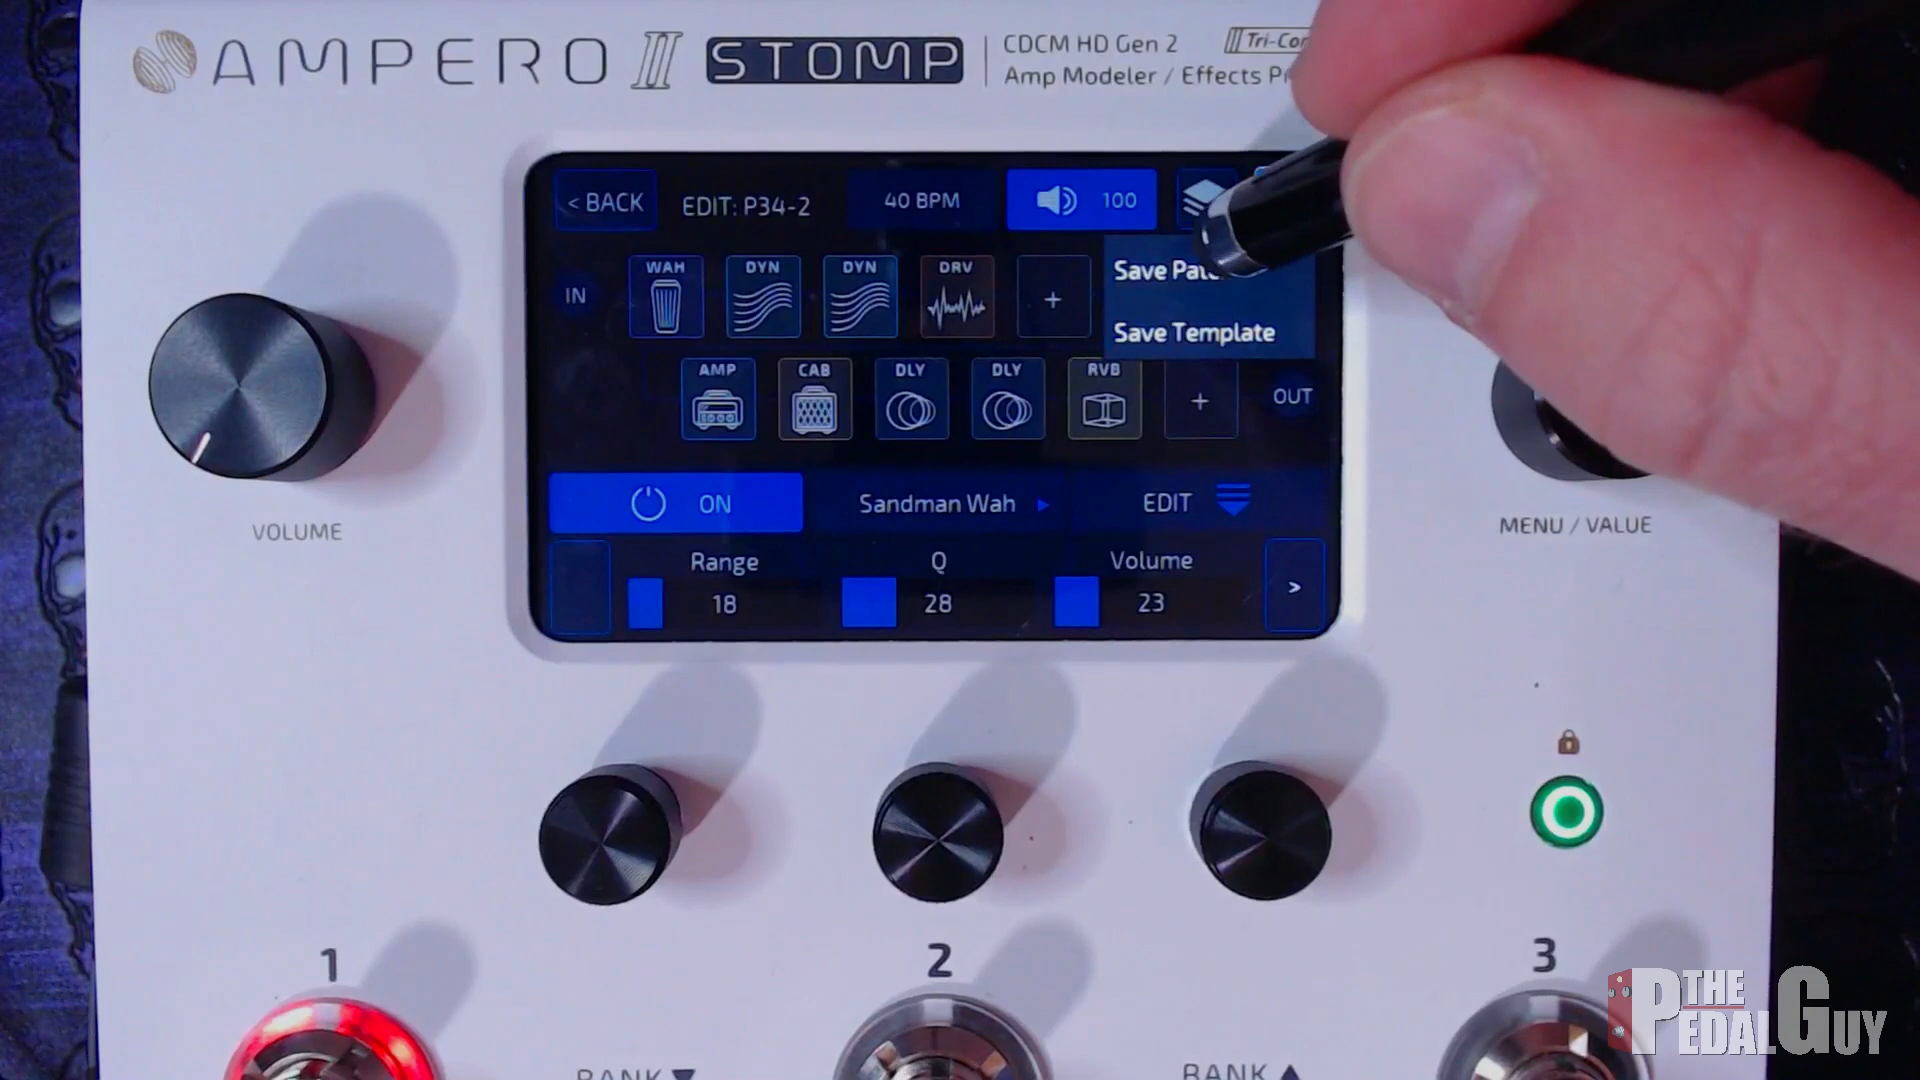 AMPERO II STOMP
CDCM HD Gen 2
Amp Modeler / Effects
< BACK
EDIT: P34-2
40 BPM
100
Save
Save Template
IN
WAH
DYN
DYN
DRV
+
AMP
CAB
DLY
DLY
RVB
+
OUT
ON
Sandman Wah
EDIT
Range
Q
Volume
18
28
23
>
VOLUME
MENU / VALUE
1
2
3
BANK
BANK
THE
PEDAL GUY